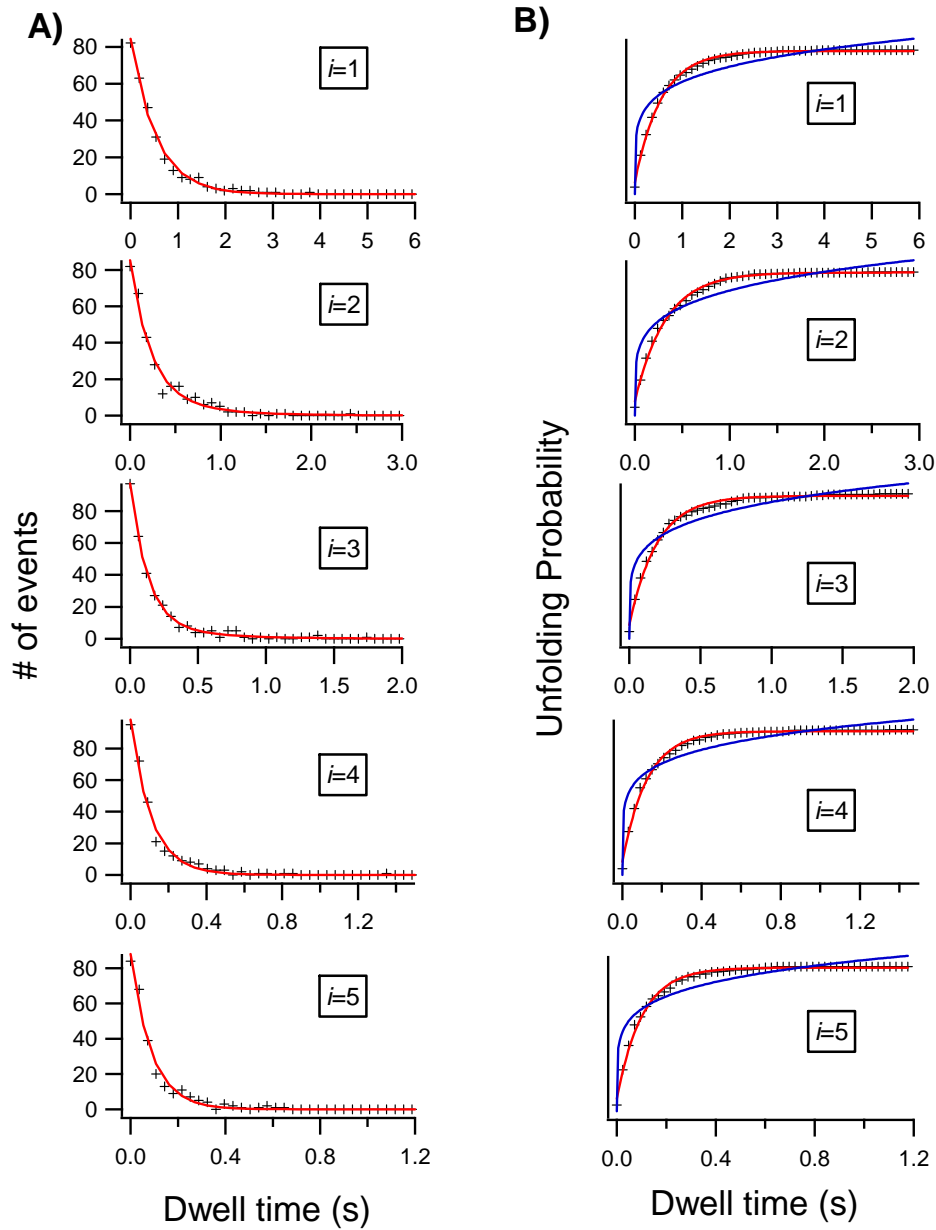 A)
80
60
40
20
0
i=1
0 1 2 3 4 5 6
80
60
40
20
0
i=2
0.0 1.0 2.0 3.0
80
60
40
20
0
i=3
0.0 0.5 1.0 1.5 2.0
80
60
40
20
0
i=4
0.0 0.4 0.8 1.2
80
60
40
20
0
i=5
0.0 0.4 0.8 1.2
# of events
Dwell time (s)
B)
i=1
0 1 2 3 4 5 6
i=2
0.0 1.0 2.0 3.0
i=3
0.0 0.5 1.0 1.5 2.0
i=4
0.0 0.4 0.8 1.2
i=5
0.0 0.4 0.8 1.2
Unfolding Probability
Dwell time (s)